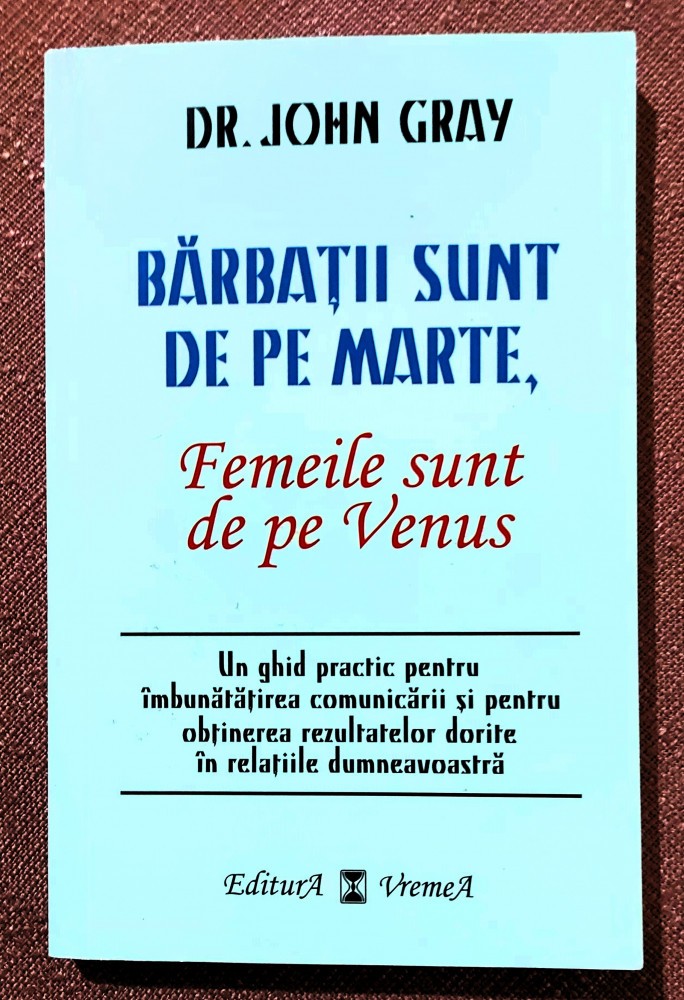 DR. JOHN GRAY
BĂRBAȚII SUNT
DE PE MARTE,
Femeile sunt
de pe Venus
Un ghid practic pentru
îmbunătățirea comunicării și pentru
obținerea rezultatelor dorite
în relațiile dumneavoastră
EditurA VremeA